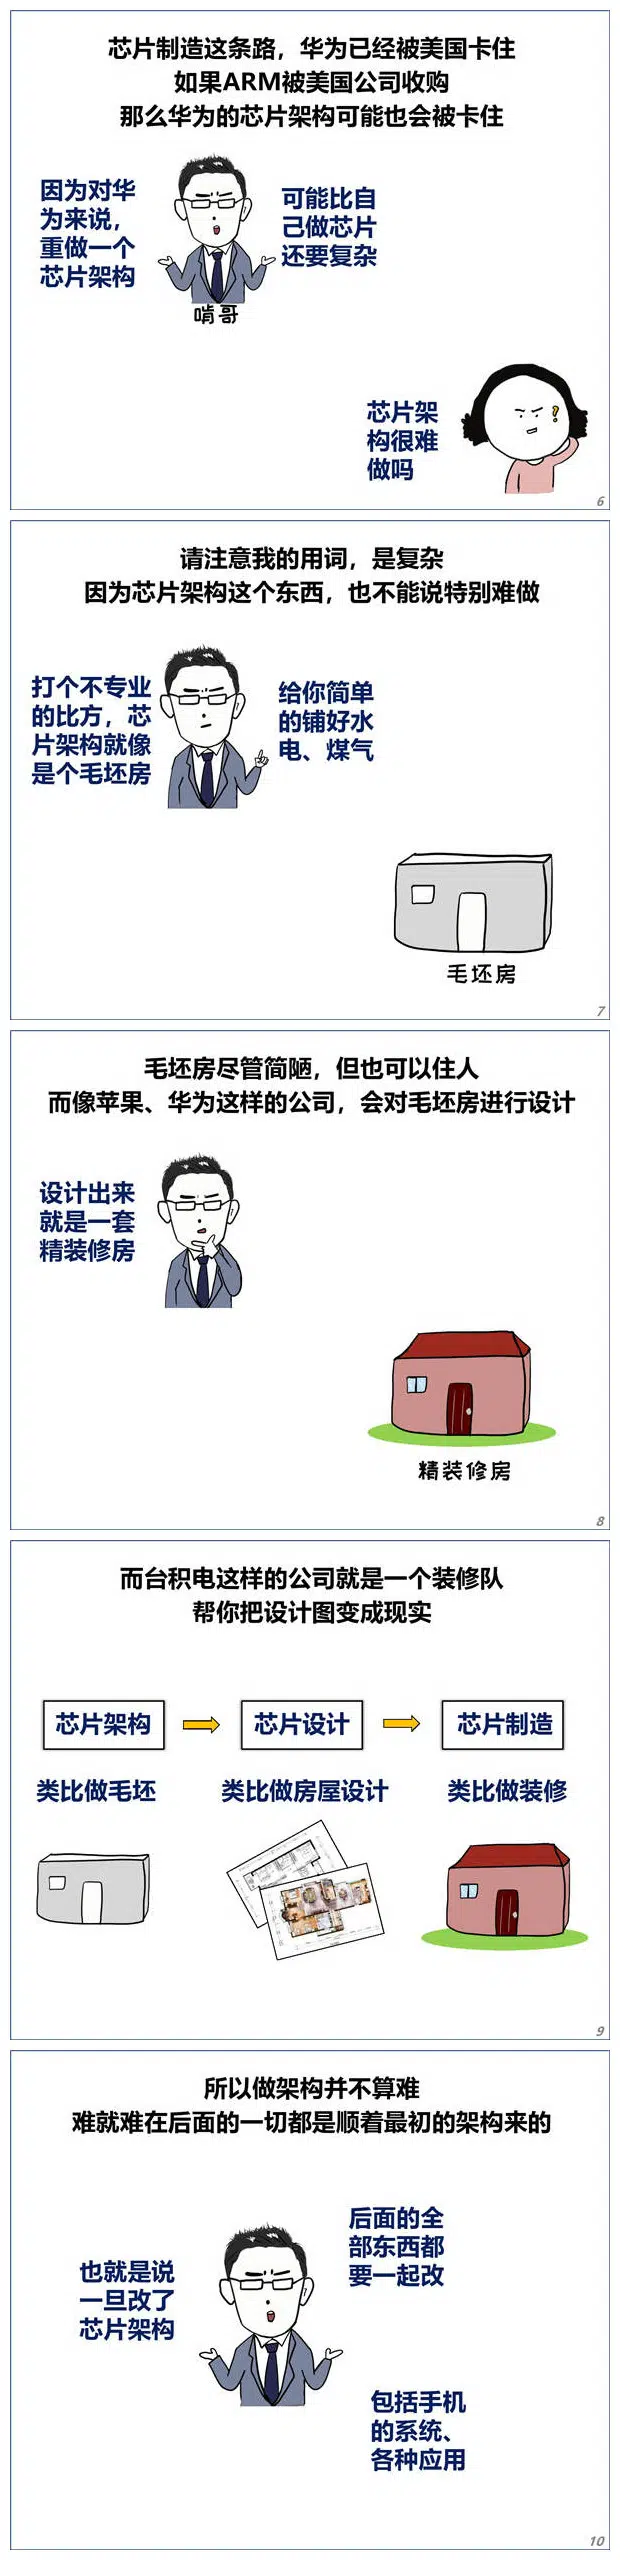 芯片制造这条路，华为已经被美国卡住
如果ARM被美国公司收购
那么华为的芯片架构可能也会被卡住
因为对华
为来说，
重做一个
芯片架构
可能比自
己做芯片
还要复杂
啃哥
芯片架
构很难
做吗
?
6
请注意我的用词，是复杂
因为芯片架构这个东西，也不能说特别难做
打个不专业
的比方，芯
片架构就像
是个毛坯房
给你简单
的铺好水
电、煤气
毛坯房
7
毛坯房尽管简陋，但也可以住人
而像苹果、华为这样的公司，会对毛坯房进行设计
设计出来
就是一套
精装修房
精装修房
8
而台积电这样的公司就是一个装修队
帮你把设计图变成现实
芯片架构
芯片设计
芯片制造
类比做毛坯
类比做房屋设计
类比做装修
9
所以做架构并不算难
难就难在后面的一切都是顺着最初的架构来的
也就是说
一旦改了
芯片架构
后面的全
部东西都
要一起改
包括手机
的系统、
各种应用
10